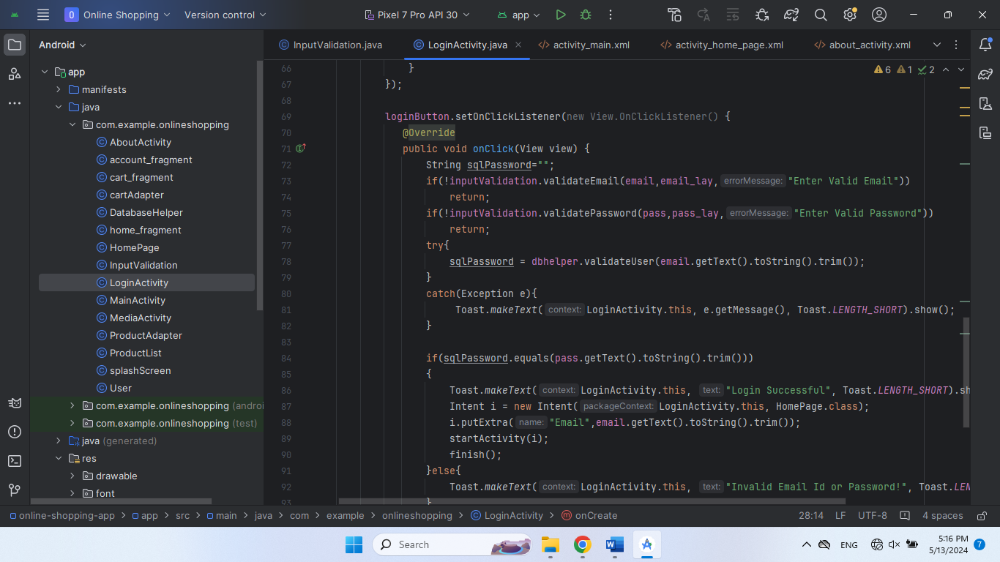 O Online Shopping Version control Pixel 7 Pro API 30 app
Android
InputValidation.java LoginActivity.java activity_main.xml activity_home_page.xml about_activity.xml
app
manifests
java
com.example.onlineshopping
AboutActivity
account_fragment
cart_fragment
cartAdapter
DatabaseHelper
home_fragment
HomePage
InputValidation
LoginActivity
MainActivity
MediaActivity
ProductAdapter
ProductList
splashScreen
User
com.example.onlineshopping (androi
com.example.onlineshopping (test)
java (generated)
res
drawable
font
6 1 2
66 }
67 });
68
69 loginButton.setOnClickListener(new View.OnClickListener() {
70 @Override
71 public void onClick(View view) {
72 String sqlPassword="";
73 if(!inputValidation.validateEmail(email,email_lay, errorMessage: "Enter Valid Email"))
74 return;
75 if(!inputValidation.validatePassword(pass,pass_lay, errorMessage: "Enter Valid Password"))
76 return;
77 try{
78 sqlPassword = dbhelper.validateUser(email.getText().toString().trim());
79 }
80 catch(Exception e){
81 Toast.makeText( context: LoginActivity.this, e.getMessage(), Toast.LENGTH_SHORT).show();
82 }
83
84 if(sqlPassword.equals(pass.getText().toString().trim()))
85 {
86 Toast.makeText( context: LoginActivity.this, text: "Login Successful", Toast.LENGTH_SHORT).sh
87 Intent i = new Intent( packageContext: LoginActivity.this, HomePage.class);
88 i.putExtra( name: "Email",email.getText().toString().trim());
89 startActivity(i);
90 finish();
91 }else{
92 Toast.makeText( context: LoginActivity.this, text: "Invalid Email Id or Password!", Toast.LEN
93 }
online-shopping-app > app > src > main > java > com > example > onlineshopping > LoginActivity > onCreate 28:14 LF UTF-8 4 spaces
Search ENG 5:16 PM 7
5/13/2024